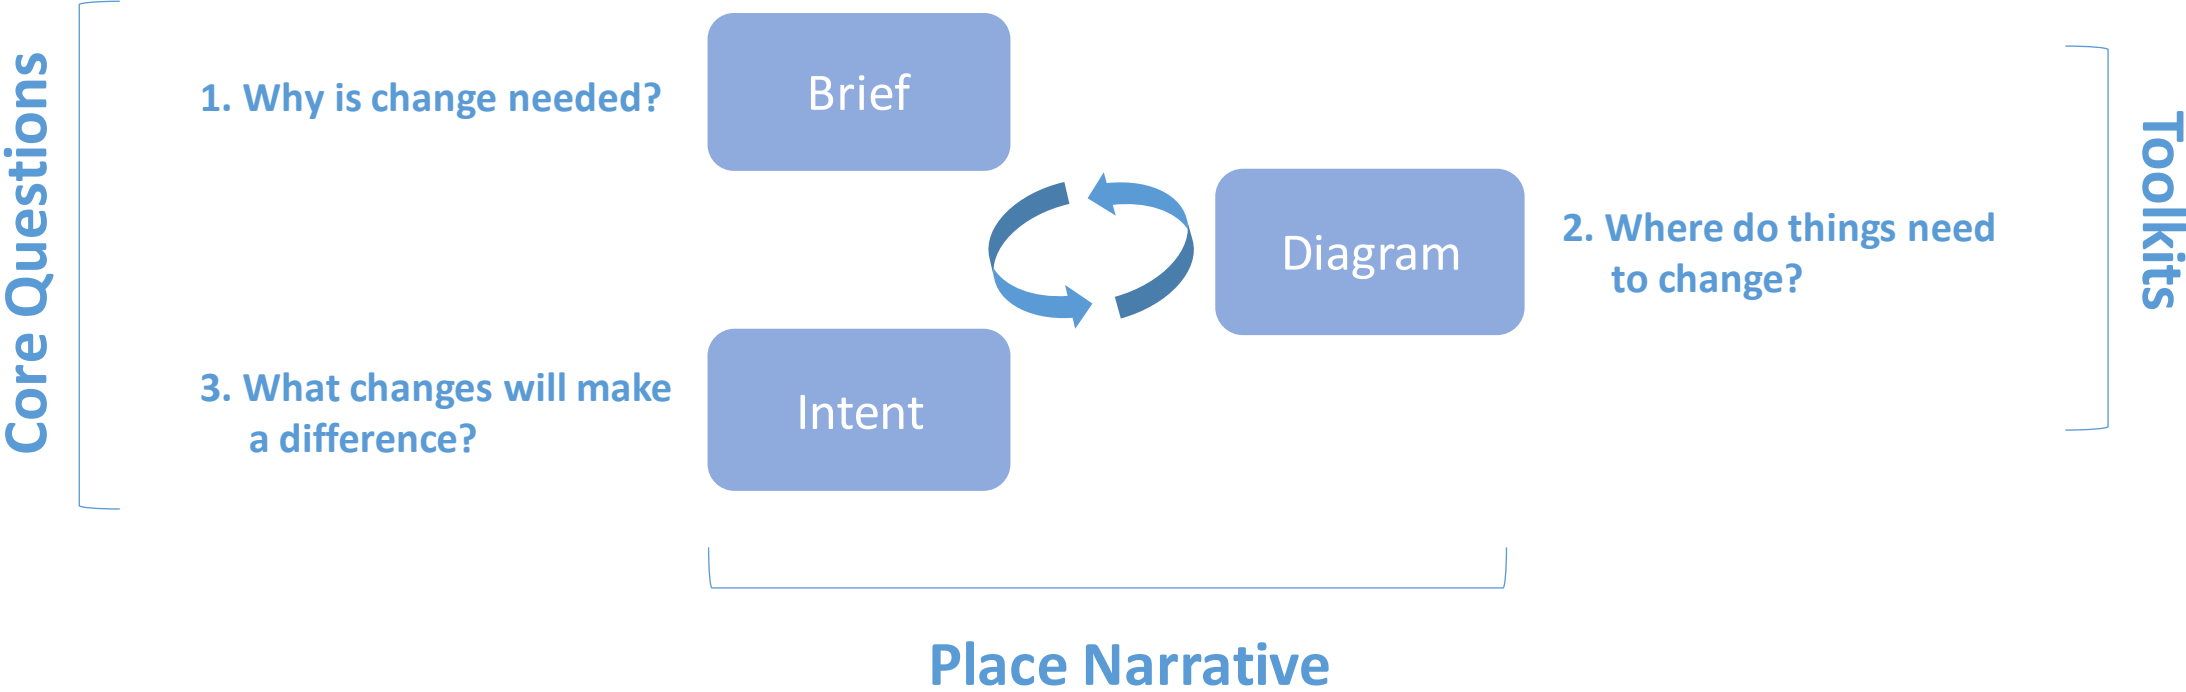 Core Questions
1. Why is change needed?
Brief
Diagram
2. Where do things need
to change?
3. What changes will make
a difference?
Intent
Toolkits
Place Narrative